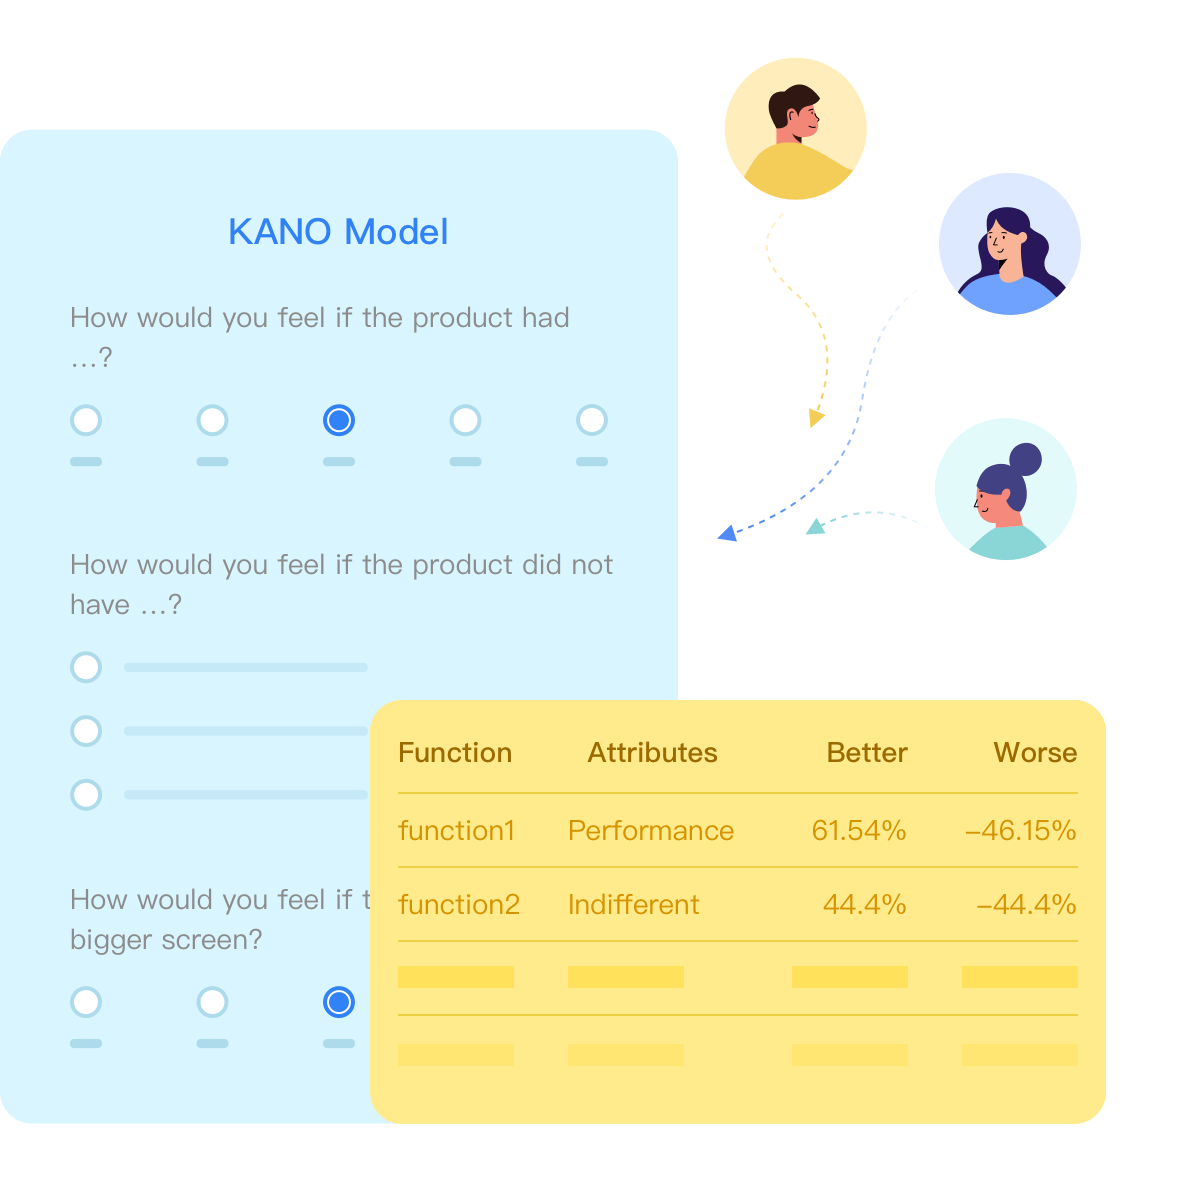 KANO Model
How would you feel if the product had
...?
How would you feel if the product did not
have ...?
How would you feel if t
bigger screen?
Function Attributes Better Worse
function1 Performance 61.54% –46.15%
function2 Indifferent 44.4% –44.4%